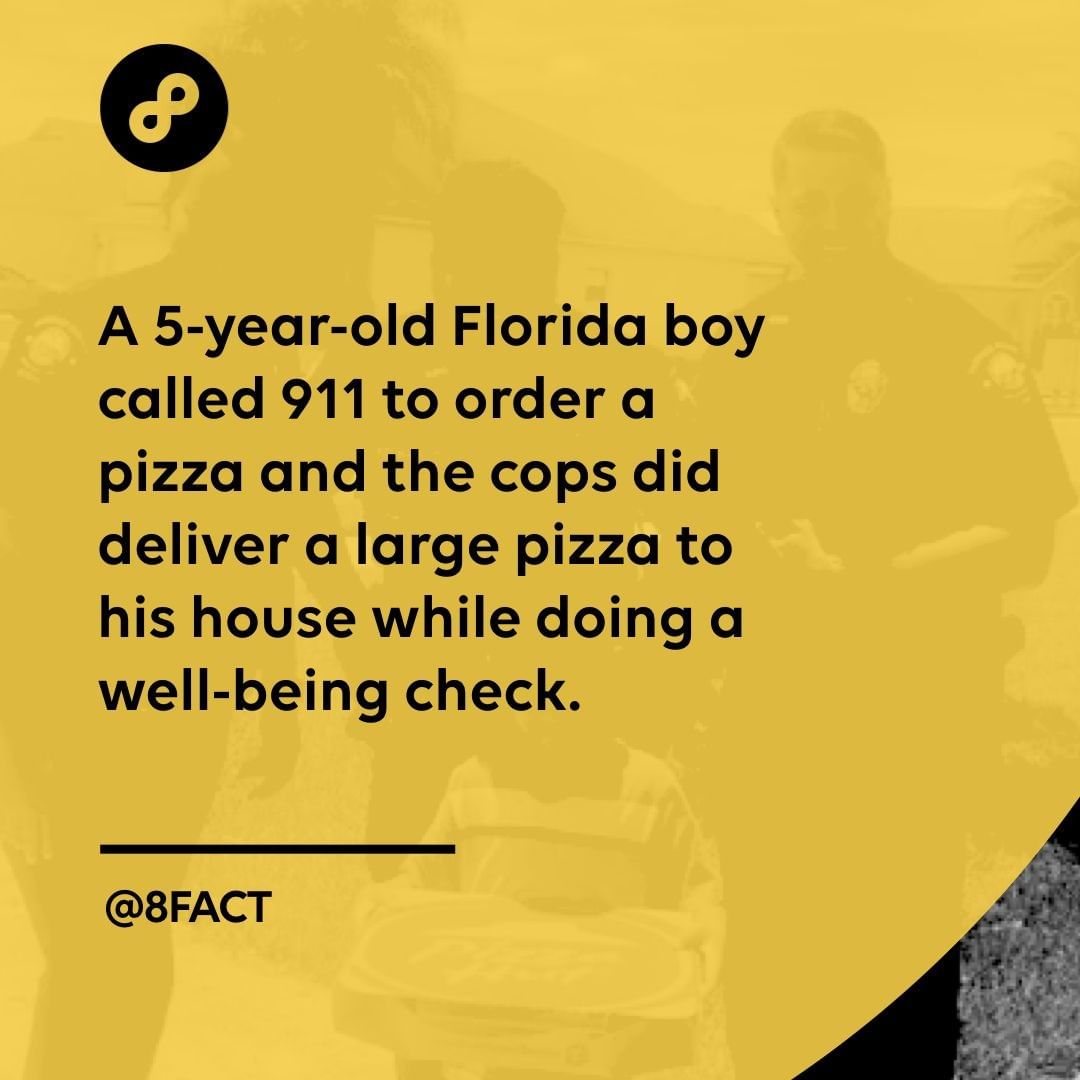 A 5-year-old Florida boy
called 911 to order a
pizza and the cops did
deliver a large pizza to
his house while doing a
well-being check.
@8FACT